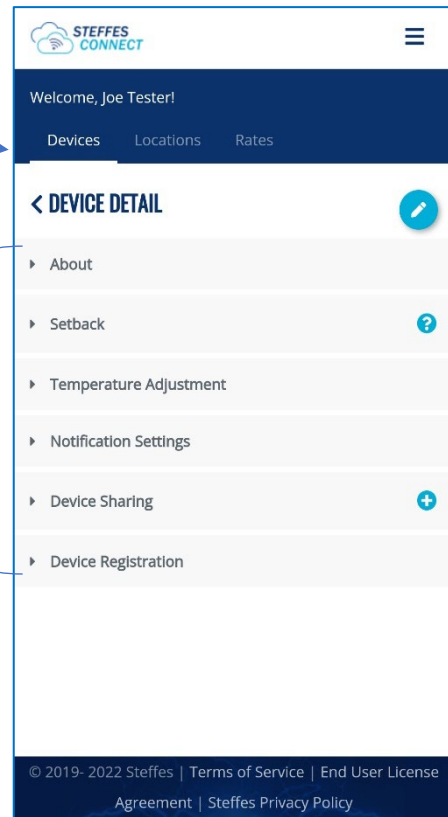 STEFFES
CONNECT
Welcome, Joe Tester!
Devices Locations Rates
DEVICE DETAIL
About
Setback
?
Temperature Adjustment
Notification Settings
Device Sharing
Device Registration
© 2019- 2022 Steffes | Terms of Service | End User License
Agreement | Steffes Privacy Policy